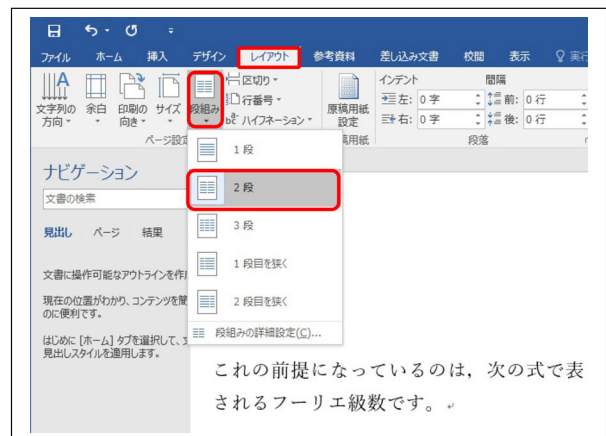 ファイル ホーム 挿入 デザイン レイアウト 参考資料 差し込み文書 校閲 表示 実行
文字列の方向 余白 印刷の向き サイズ 段組み 区切り 行番号 ハイフネーション 原稿用紙設定 インデント 左: 0 字 右: 0 字 間隔 前: 0 行 後: 0 行
ページ設定 原稿用紙 段落
ナビゲーション
文書の検索
見出し ページ 結果
文書に操作可能なアウトラインを作
現在の位置がわかり、コンテンツを
のに便利です。
はじめに [ホーム] タブを選択して、
見出しスタイルを適用します。
1 段
2 段
3 段
1 段目を狭く
2 段目を狭く
段組みの詳細設定(C)...
これの前提になっているのは，次の式で表
されるフーリエ級数です。